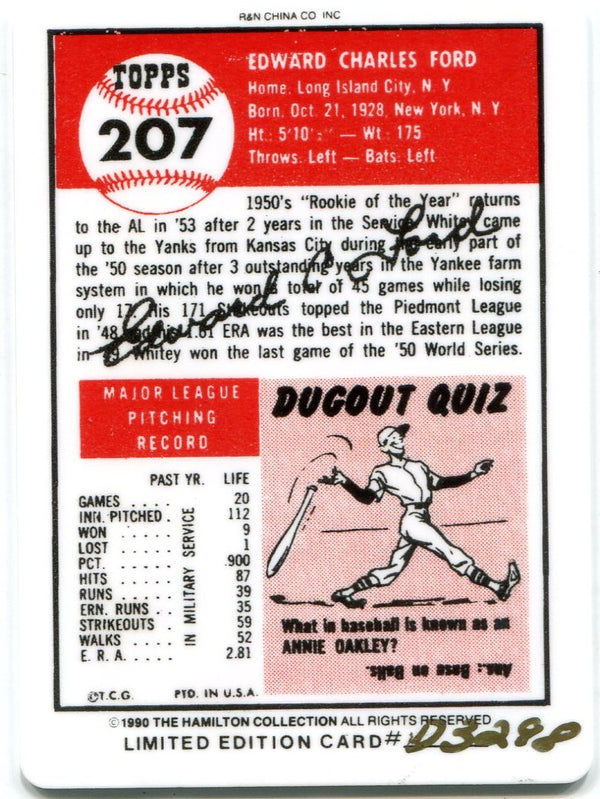 R&N CHINA CO INC
TOPPS
207
EDWARD CHARLES FORD
Home: Long Island City, N. Y
Born: Oct. 21, 1928, New York, N. Y.
Ht.: 5'10½" — Wt: 175
Throws: Left — Bats: Left
1950's "Rookie of the Year" returns
to the AL in '53 after 2 years in the Service. Whitey came
up to the Yanks from Kansas City during the early part of
the '50 season after 3 outstanding years in the Yankee farm
system in which he won a total of 45 games while losing
only 17. His 171 Strikeouts topped the Piedmont League
in '48 and his 1.81 ERA was the best in the Eastern League
in '49. Whitey won the last game of the '50 World Series.
Edward C. Ford
MAJOR LEAGUE
PITCHING
RECORD
PAST YR. LIFE
GAMES . . . . 20
INN. PITCHED . 112
WON . . . . . 9
LOST . . . . . 1
PCT. . . . . . .900
HITS . . . . . 87
RUNS . . . . . 39
ERN. RUNS . . 35
STRIKEOUTS . . 59
WALKS . . . . 52
E. R. A. . . . . 2.81
IN MILITARY SERVICE
DUGOUT QUIZ
What in baseball is known as an
ANNIE OAKLEY?
Ans.: Base on Balls.
©T.C.G. PTD. IN U.S.A.
©1990 THE HAMILTON COLLECTION ALL RIGHTS RESERVED
LIMITED EDITION CARD# D3298